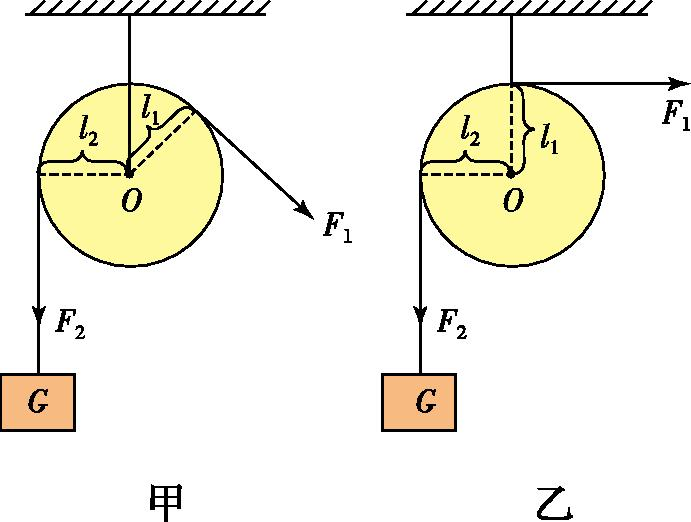 l₂ l₁ O F₁ F₂ G
甲
l₂ l₁ O F₁ F₂ G
乙